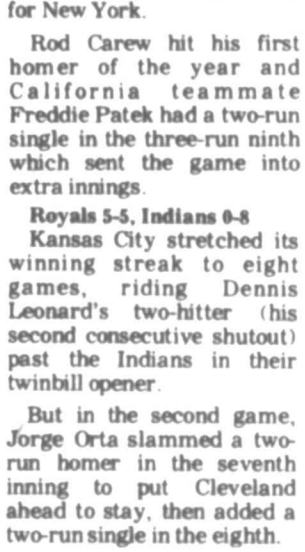 for New York.
Rod Carew hit his first
homer of the year and
California teammate
Freddie Patek had a two-run
single in the three-run ninth
which sent the game into
extra innings.
Royals 5-5, Indians 0-8
Kansas City stretched its
winning streak to eight
games, riding Dennis
Leonard's two-hitter (his
second consecutive shutout)
past the Indians in their
twinbill opener.
But in the second game,
Jorge Orta slammed a two-
run homer in the seventh
inning to put Cleveland
ahead to stay, then added a
two-run single in the eighth.